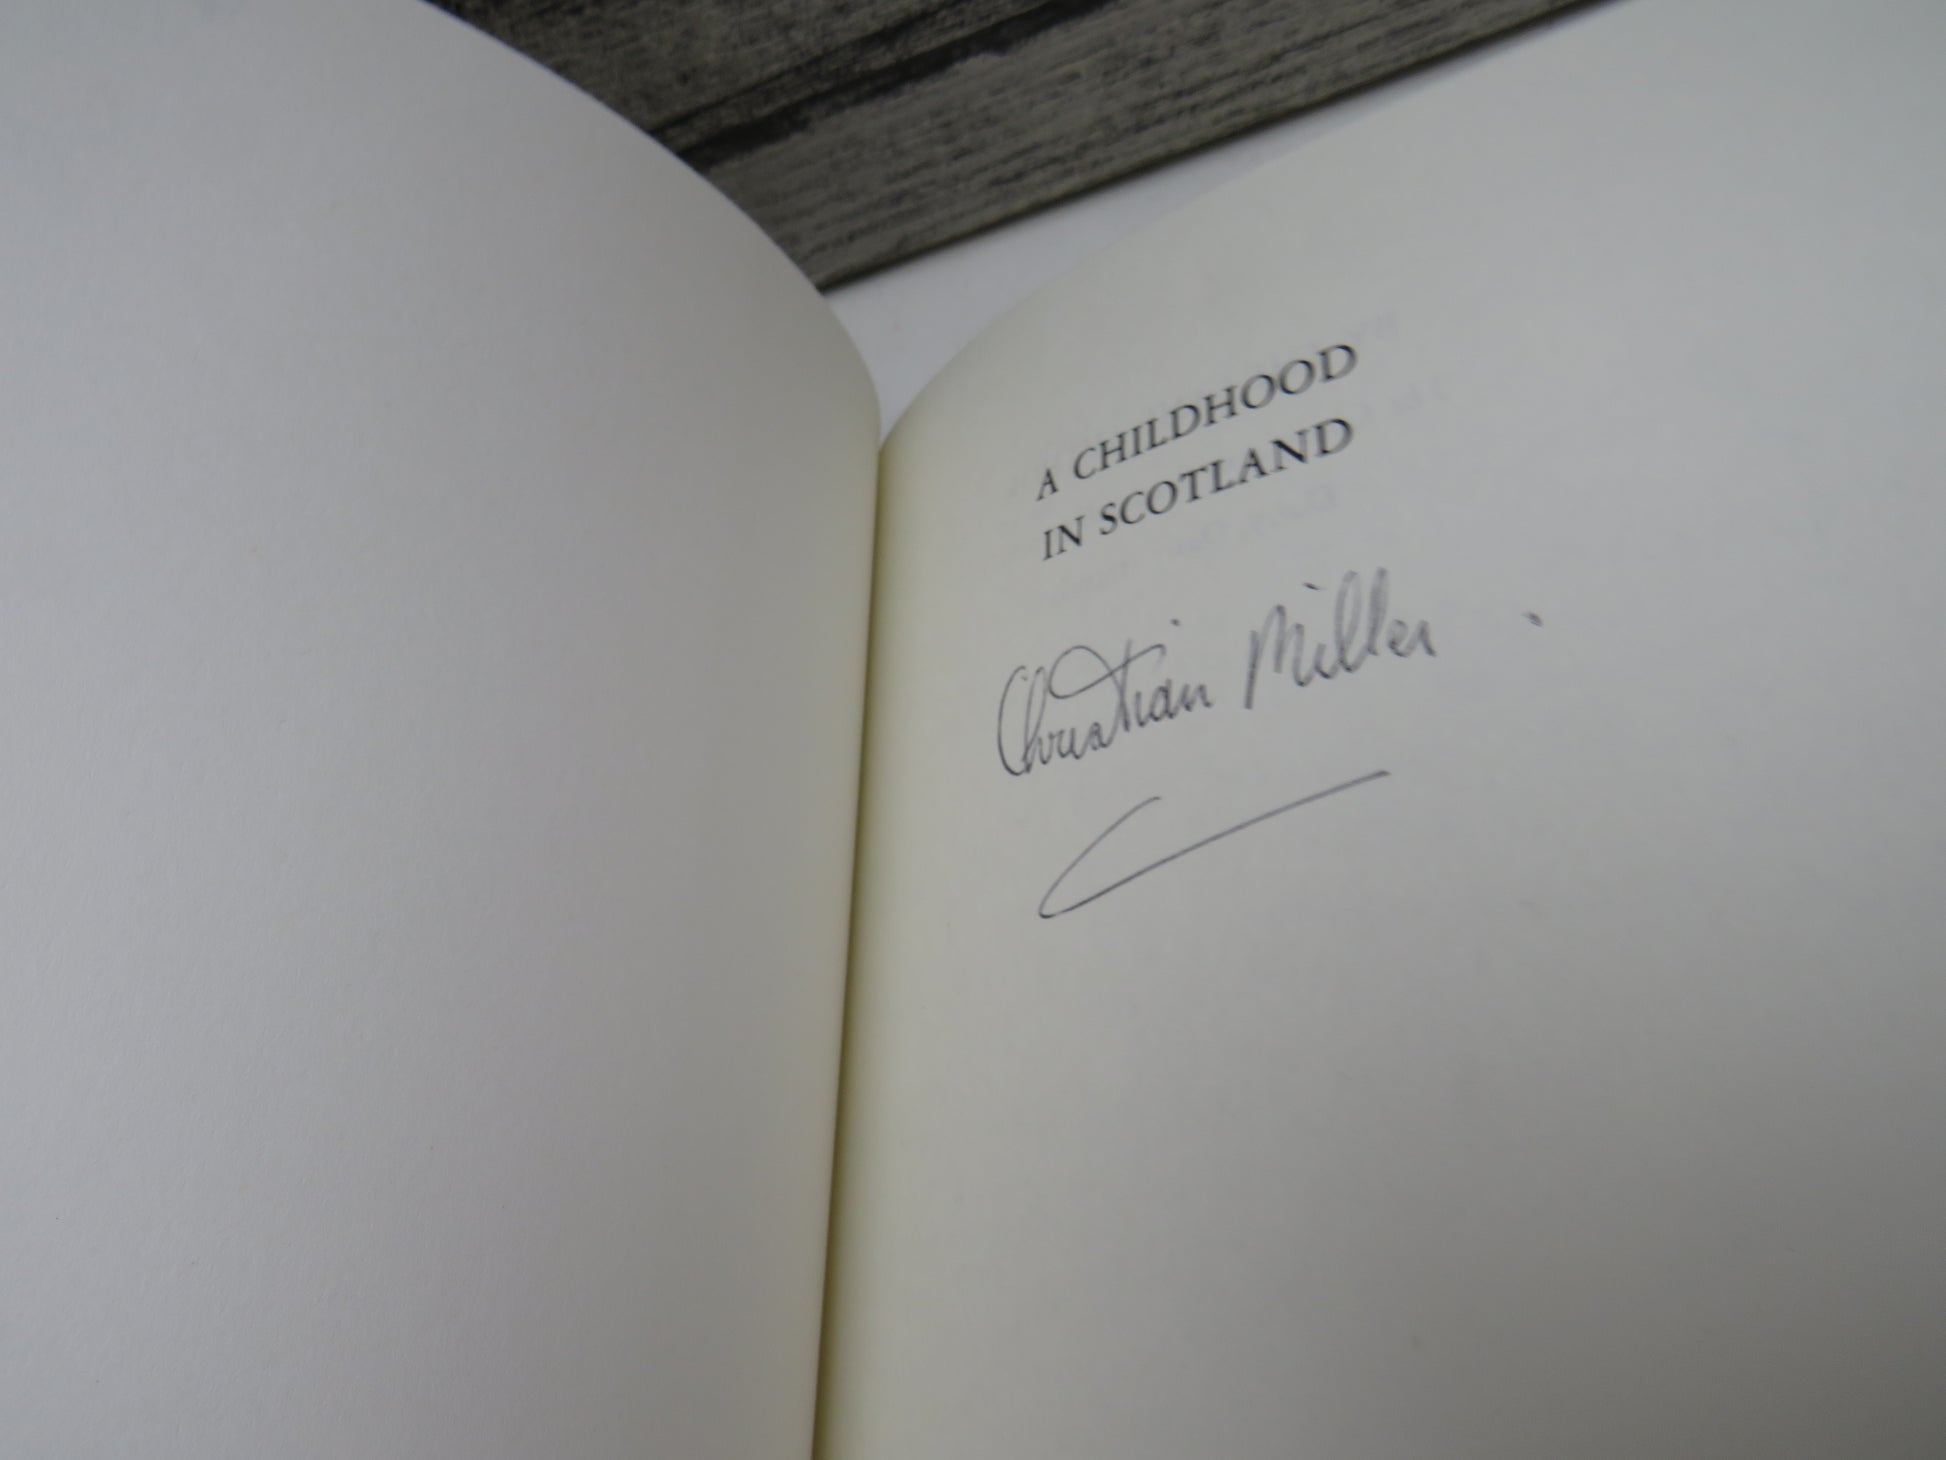 A CHILDHOOD
IN SCOTLAND
Christian Miller